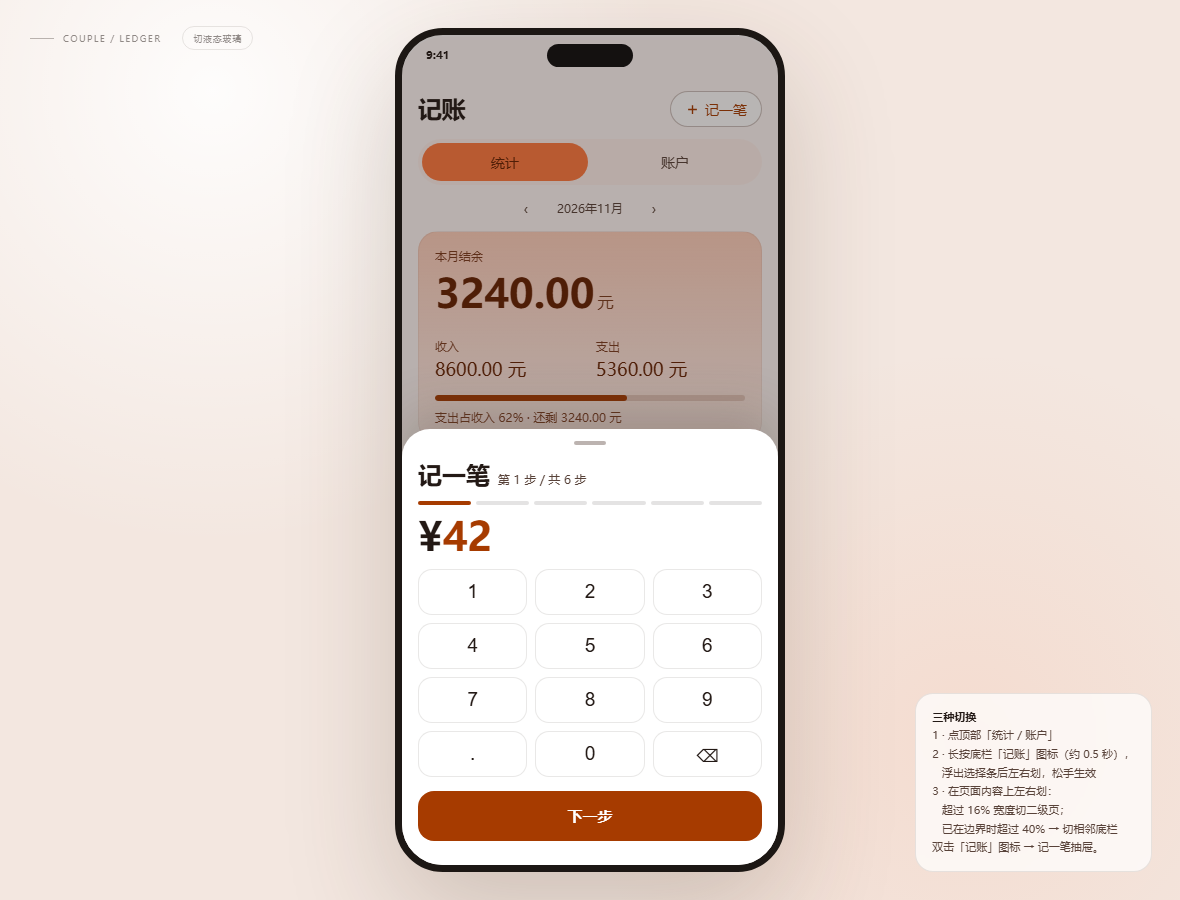 COUPLE / LEDGER
切液态玻璃
9:41
记账
+ 记一笔
统计
账户
‹ 2026年11月 ›
本月结余
3240.00 元
收入
支出
8600.00 元
5360.00 元
支出占收入 62% · 还剩 3240.00 元
记一笔 第 1 步 / 共 6 步
¥42
1 2 3
4 5 6
7 8 9
. 0 ⌫
下一步
三种切换
1 · 点顶部「统计 / 账户」
2 · 长按底栏「记账」图标（约 0.5 秒），
浮出选择条后左右划，松手生效
3 · 在页面内容上左右划：
超过 16% 宽度切二级页；
已在边界时超过 40% → 切相邻底栏
双击「记账」图标 → 记一笔抽屉。